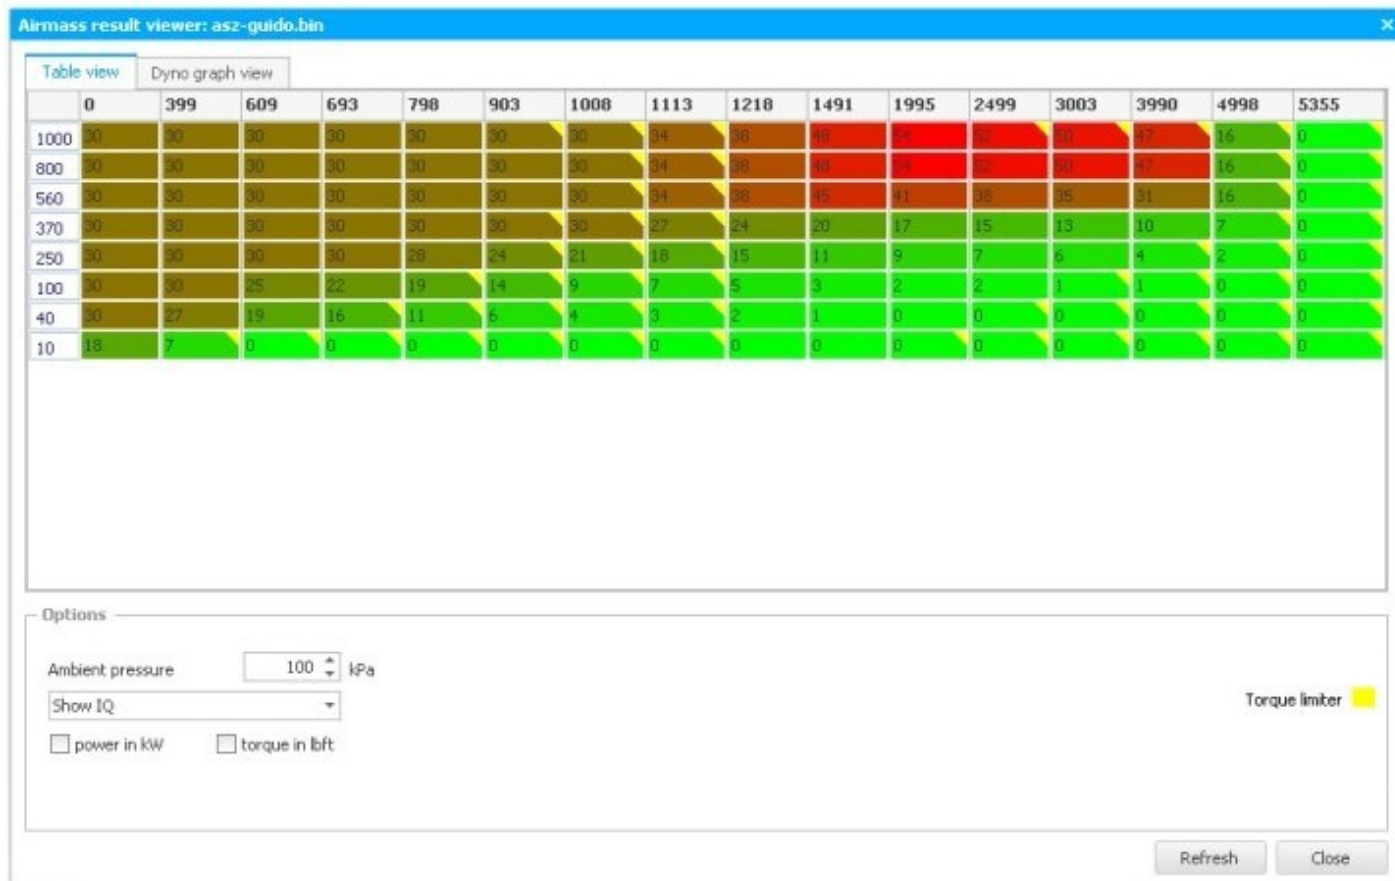 Airmass result viewer: asz-guido.bin ×
Table view Dyno graph view
0 399 609 693 798 903 1008 1113 1218 1491 1995 2499 3003 3990 4998 5355
1000 30 30 30 30 30 30 30 34 38 48 54 52 50 47 16 0
800 30 30 30 30 30 30 30 34 38 48 54 52 50 47 16 0
560 30 30 30 30 30 30 30 34 38 45 41 38 35 31 16 0
370 30 30 30 30 30 30 30 27 24 20 17 15 13 10 7 0
250 30 30 30 30 28 24 21 18 15 11 9 7 6 4 2 0
100 30 30 25 22 19 14 9 7 5 3 2 2 1 1 0 0
40 30 27 19 16 11 6 4 3 2 1 0 0 0 0 0 0
10 18 7 0 0 0 0 0 0 0 0 0 0 0 0 0 0
Options
Ambient pressure 100 kPa
Show IQ
Torque limiter
power in kW torque in lbft
Refresh Close